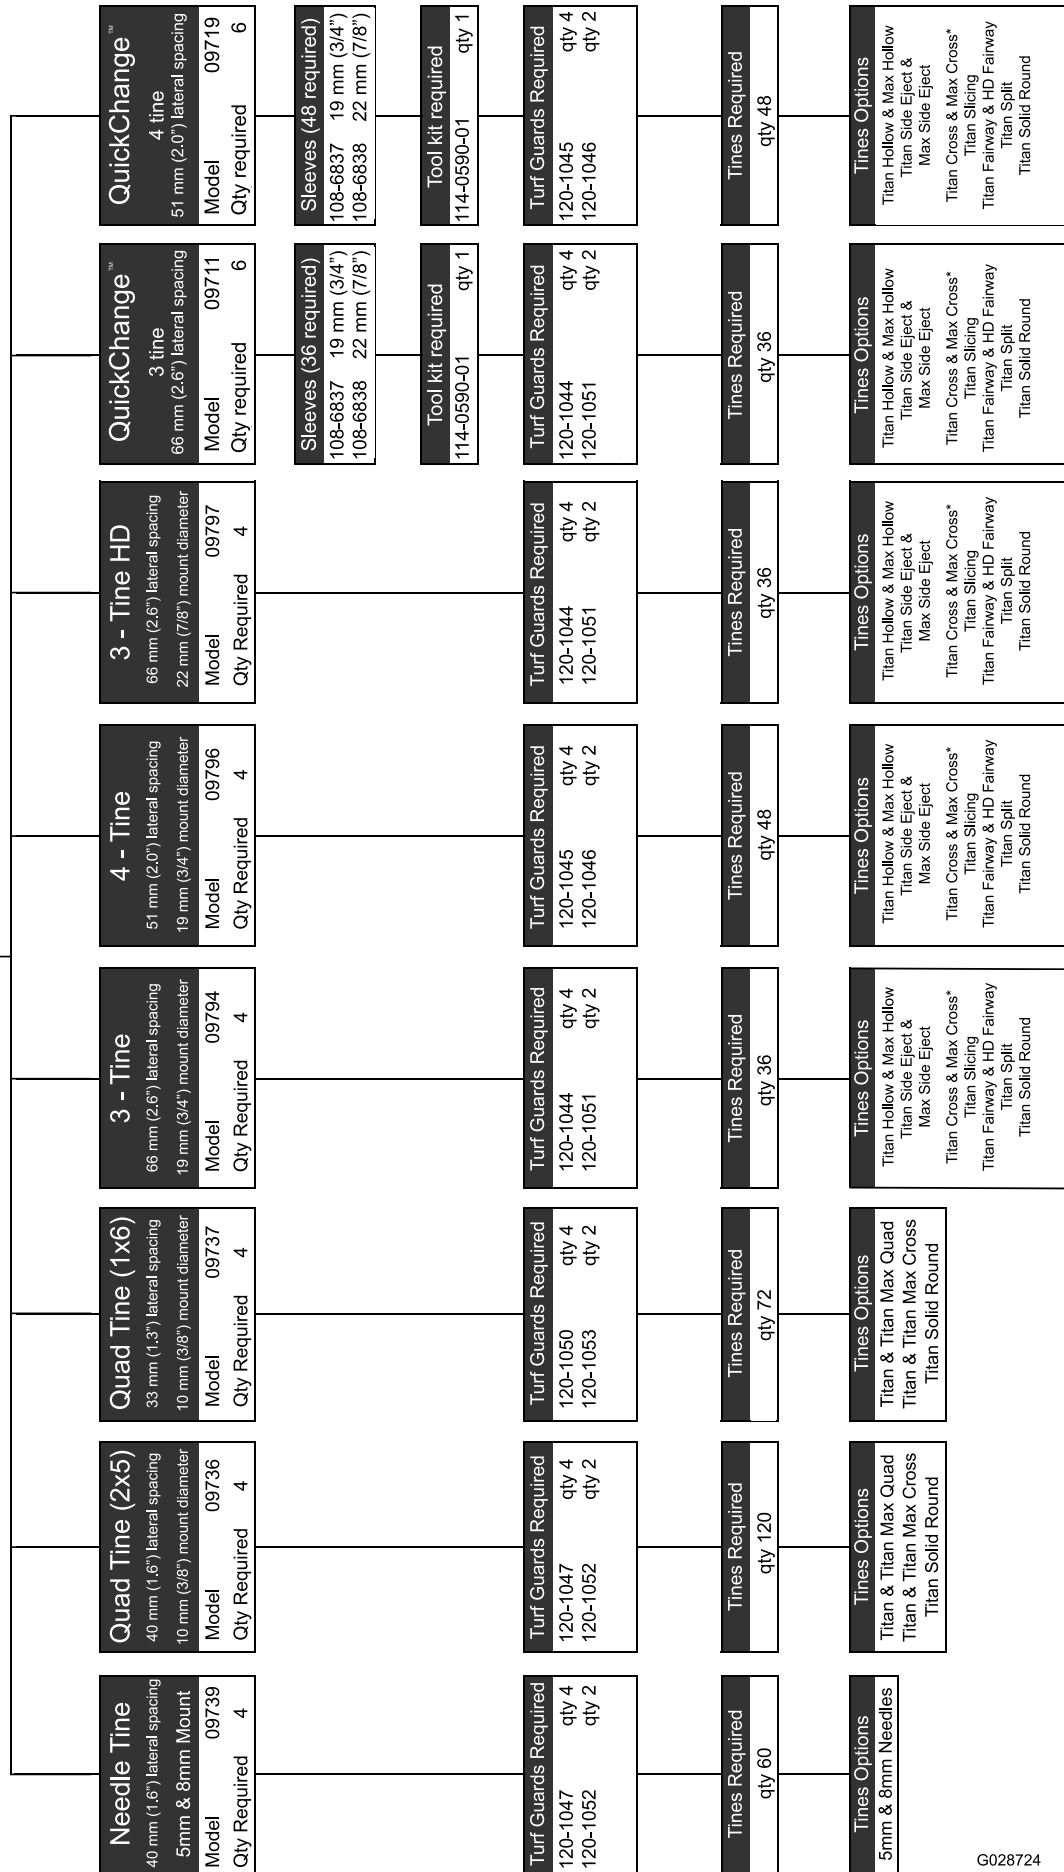 Needle Tine
40 mm (1.6”) lateral spacing
5mm & 8mm Mount
Model 09739
Qty Required 4
Turf Guards Required
120-1047 qty 4
120-1052 qty 2
Tines Required
qty 60
Tines Options
5mm & 8mm Needles
Quad Tine (2x5)
40 mm (1.6”) lateral spacing
10 mm (3/8”) mount diameter
Model 09736
Qty Required 4
Turf Guards Required
120-1047 qty 4
120-1052 qty 2
Tines Required
qty 120
Tines Options
Titan & Titan Max Quad
Titan & Titan Max Cross
Titan Solid Round
Quad Tine (1x6)
33 mm (1.3”) lateral spacing
10 mm (3/8”) mount diameter
Model 09737
Qty Required 4
Turf Guards Required
120-1050 qty 4
120-1053 qty 2
Tines Required
qty 72
Tines Options
Titan & Titan Max Quad
Titan & Titan Max Cross
Titan Solid Round
3 - Tine
66 mm (2.6”) lateral spacing
19 mm (3/4”) mount diameter
Model 09794
Qty Required 4
Turf Guards Required
120-1044 qty 4
120-1051 qty 2
Tines Required
qty 36
Tines Options
Titan Hollow & Max Hollow
Titan Side Eject &
Max Side Eject
Titan Cross & Max Cross*
Titan Slicing
Titan Fairway & HD Fairway
Titan Split
Titan Solid Round
4 - Tine
51 mm (2.0”) lateral spacing
19 mm (3/4”) mount diameter
Model 09796
Qty Required 4
Turf Guards Required
120-1045 qty 4
120-1046 qty 2
Tines Required
qty 48
Tines Options
Titan Hollow & Max Hollow
Titan Side Eject &
Max Side Eject
Titan Cross & Max Cross*
Titan Slicing
Titan Fairway & HD Fairway
Titan Split
Titan Solid Round
3 - Tine HD
66 mm (2.6”) lateral spacing
22 mm (7/8”) mount diameter
Model 09797
Qty Required 4
Turf Guards Required
120-1044 qty 4
120-1051 qty 2
Tines Required
qty 36
Tines Options
Titan Hollow & Max Hollow
Titan Side Eject &
Max Side Eject
Titan Cross & Max Cross*
Titan Slicing
Titan Fairway & HD Fairway
Titan Split
Titan Solid Round
QuickChange™
3 tine
66 mm (2.6”) lateral spacing
Model 09711
Qty required 6
Sleeves (36 required)
108-6837 19 mm (3/4”)
108-6838 22 mm (7/8”)
Tool kit required
114-0590-01 qty 1
Turf Guards Required
120-1044 qty 4
120-1051 qty 2
Tines Required
qty 36
Tines Options
Titan Hollow & Max Hollow
Titan Side Eject &
Max Side Eject
Titan Cross & Max Cross*
Titan Slicing
Titan Fairway & HD Fairway
Titan Split
Titan Solid Round
QuickChange™
4 tine
51 mm (2.0”) lateral spacing
Model 09719
Qty required 6
Sleeves (48 required)
108-6837 19 mm (3/4”)
108-6838 22 mm (7/8”)
Tool kit required
114-0590-01 qty 1
Turf Guards Required
120-1045 qty 4
120-1046 qty 2
Tines Required
qty 48
Tines Options
Titan Hollow & Max Hollow
Titan Side Eject &
Max Side Eject
Titan Cross & Max Cross*
Titan Slicing
Titan Fairway & HD Fairway
Titan Split
Titan Solid Round
G028724